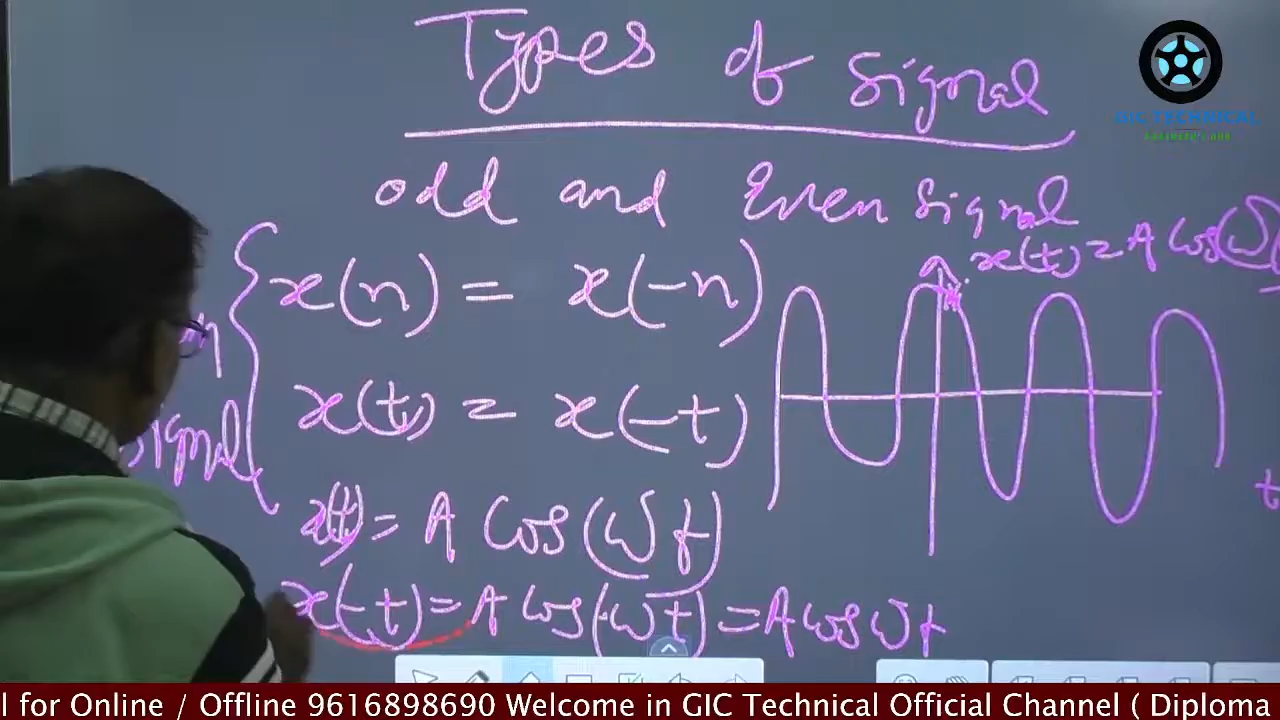 Types of Signal
GIC TECHNICAL
odd and Even Signal
x(n) = x(-n)
x(t) = A Cos(ω
x(t) = x(-t)
Signal
x(t) = A Cos(ωt)
t
x(-t) = A Cos(-ωt) = A cos ωt
l for Online / Offline 9616898690 Welcome in GIC Technical Official Channel ( Diploma